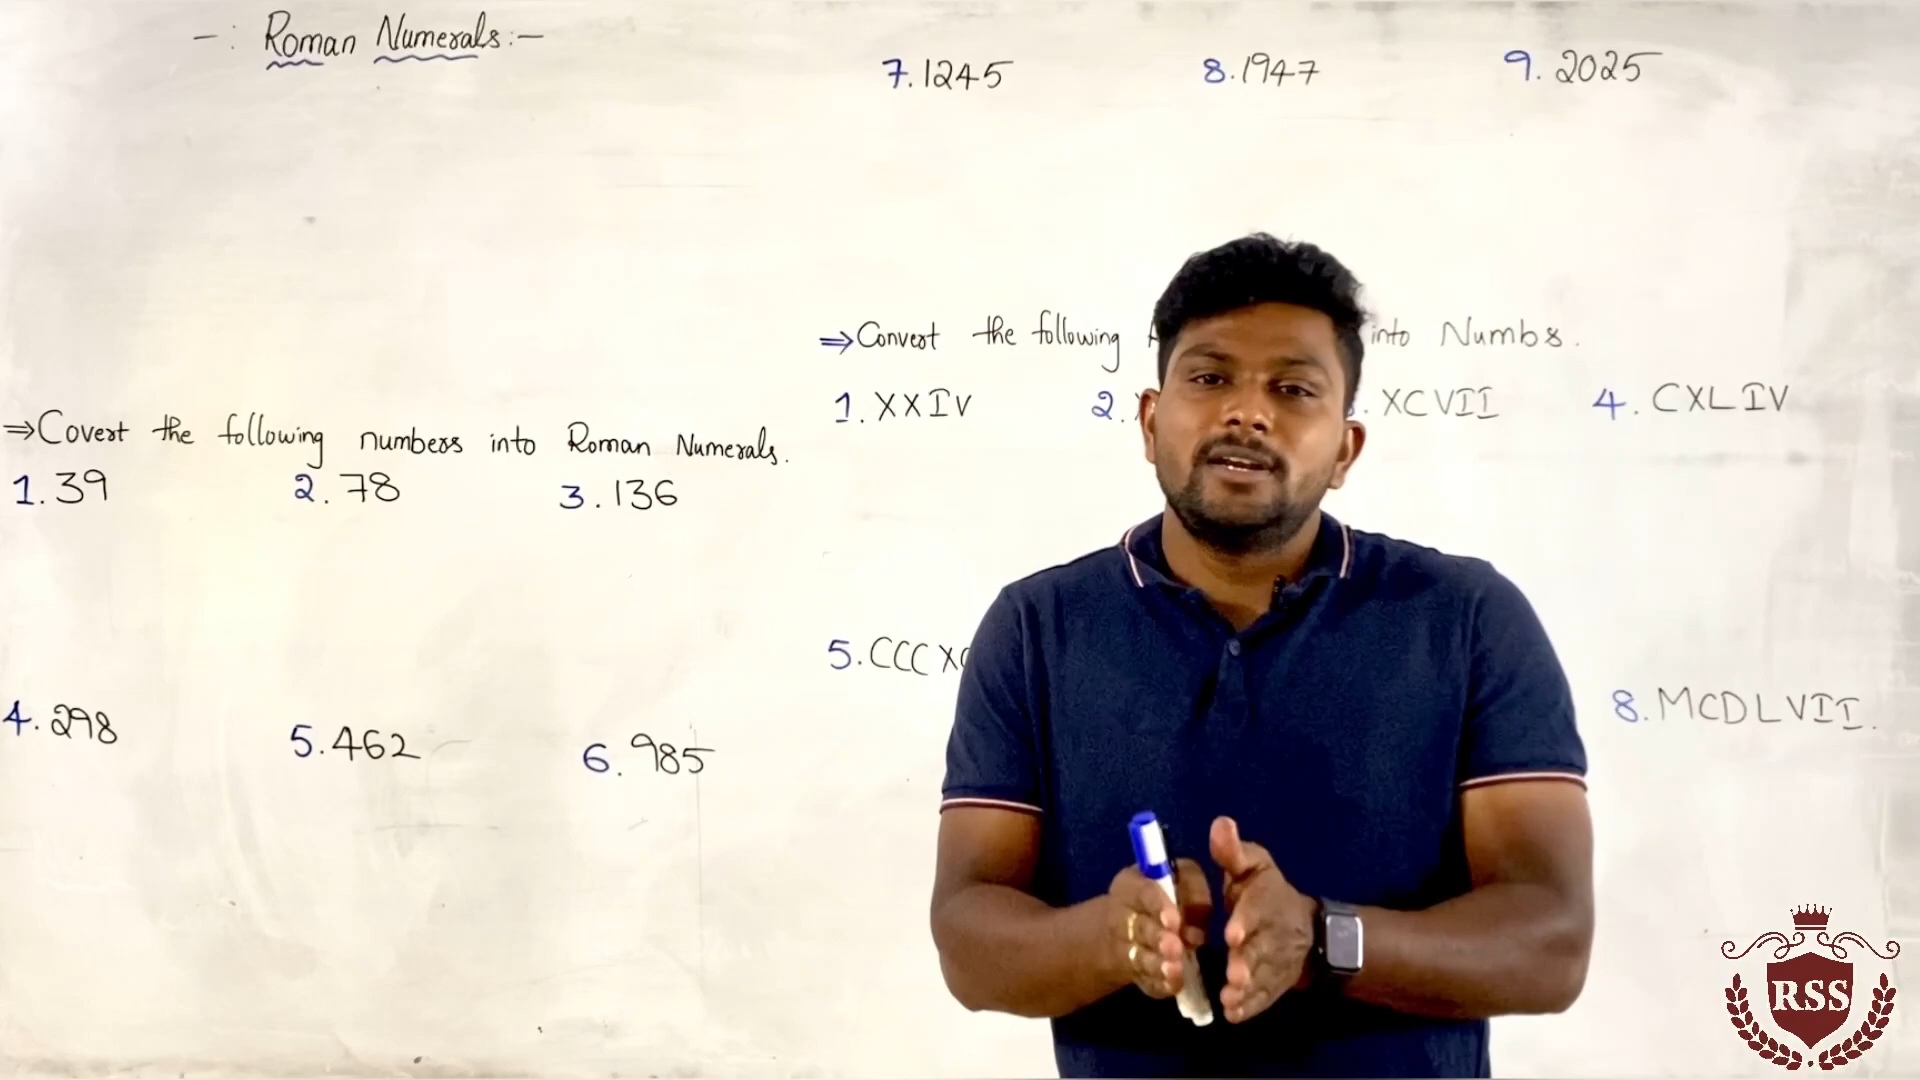 -: Roman Numerals:-
⇒Covert the following numbers into Roman Numerals.
1. 39 2. 78 3. 136
4. 298 5. 462 6. 985
7. 1245 8. 1947 9. 2025
⇒Convert the following into Numbs.
1. XXIV 2. XCVII 4. CXLIV
5. CCCX
8. MCDLVII.
RSS